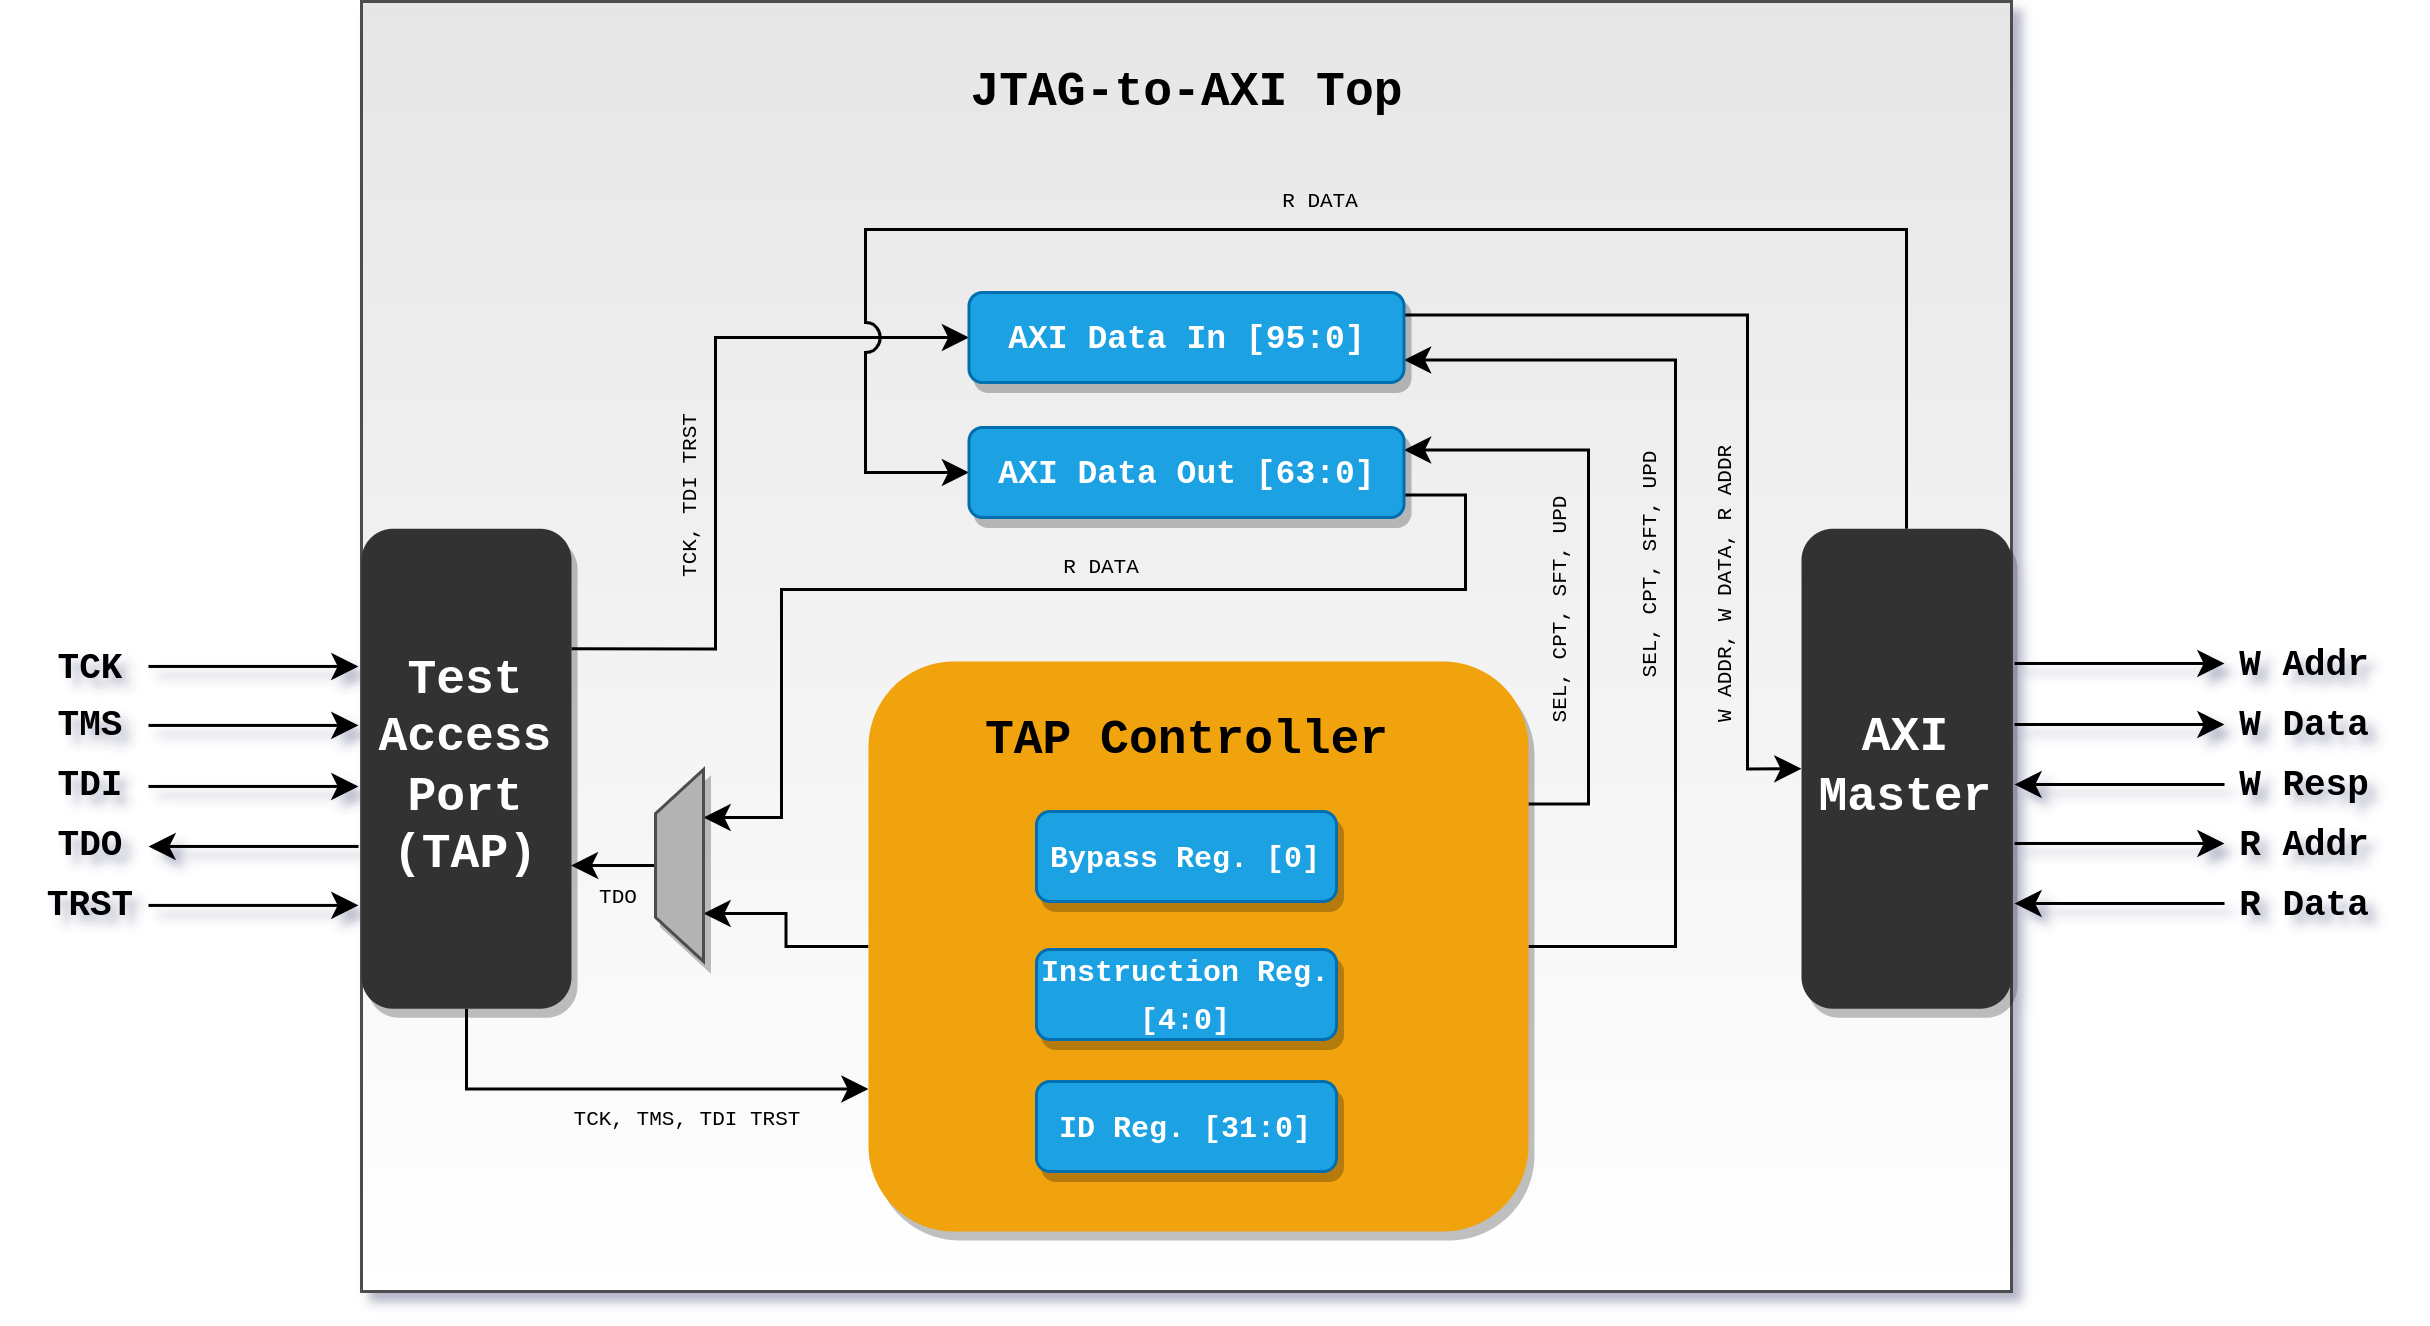 JTAG-to-AXI Top
R DATA
AXI Data In [95:0]
AXI Data Out [63:0]
TCK, TDI TRST
R DATA
SEL, CPT, SFT, UPD
SEL, CPT, SFT, UPD
W ADDR, W DATA, R ADDR
TCK
TMS
TDI
TDO
TRST
Test
Access
Port
(TAP)
TDO
TAP Controller
Bypass Reg. [0]
Instruction Reg.
[4:0]
ID Reg. [31:0]
TCK, TMS, TDI TRST
AXI
Master
W Addr
W Data
W Resp
R Addr
R Data